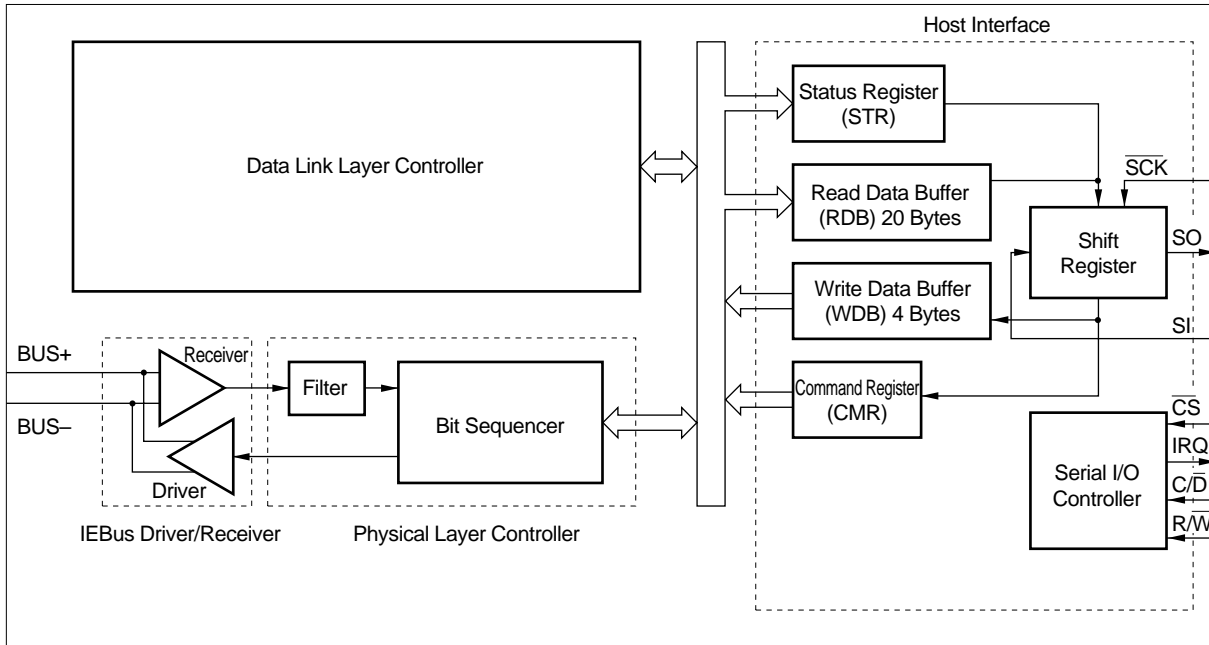 Host Interface
Status Register
(STR)
Data Link Layer Controller
Read Data Buffer
(RDB) 20 Bytes
S̅C̅K̅
Shift
Register
SO
Write Data Buffer
(WDB) 4 Bytes
SI
BUS+
Receiver
Filter
Bit Sequencer
Command Register
(CMR)
BUS–
Driver
C̅S̅
IRQ
Serial I/O
Controller
C/D̅
R/W̅
IEBus Driver/Receiver
Physical Layer Controller